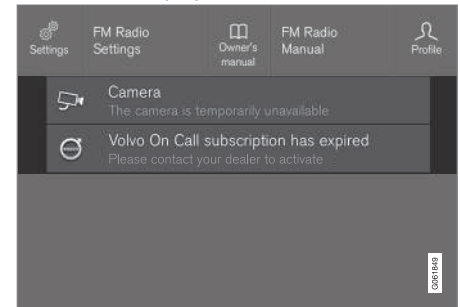 Settings
FM Radio
Settings
Owner's
manual
FM Radio
Manual
Profile
Camera
The camera is temporarily unavailable
Volvo On Call subscription has expired
Please contact your dealer to activate
G061849